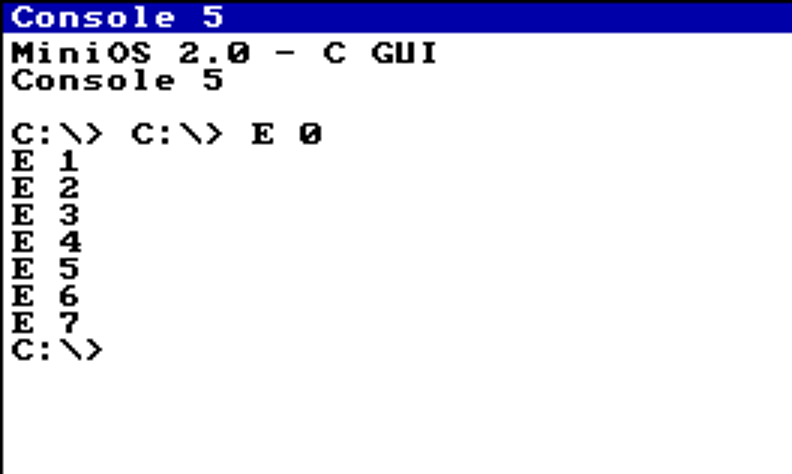 Console 5
MiniOS 2.0 - C GUI
Console 5
C:\> C:\> E 0
E 1
E 2
E 3
E 4
E 5
E 6
E 7
C:\>